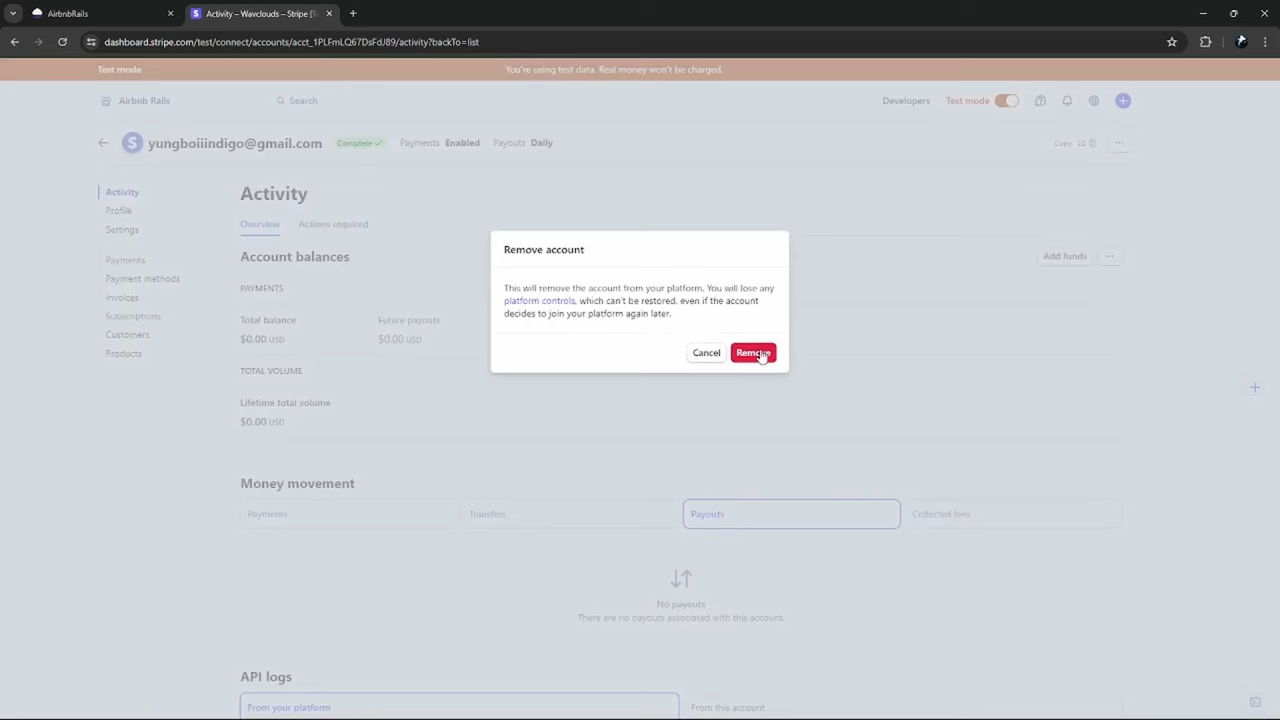 AirbnbRails
Activity – Wavclouds – Stripe [
dashboard.stripe.com/test/connect/accounts/acct_1PLFmLQ67DsFdJ89/activity?backTo=list
Test mode
You're using test data. Real money won't be charged.
Airbnb Rails
Search
Developers
Test mode
yungboiiindigo@gmail.com
Complete
Payments Enabled
Payouts Daily
Copy ID
Activity
Profile
Settings
Payments
Payment methods
Invoices
Subscriptions
Customers
Products
Activity
Overview
Actions required
Account balances
Add funds
PAYMENTS
Total balance
Future payouts
$0.00 USD
$0.00 USD
TOTAL VOLUME
Lifetime total volume
$0.00 USD
Remove account
This will remove the account from your platform. You will lose any
platform controls, which can't be restored, even if the account
decides to join your platform again later.
Cancel
Remove
Money movement
Payments
Transfers
Payouts
Collected fees
No payouts
There are no payouts associated with this account.
API logs
From your platform
From this account